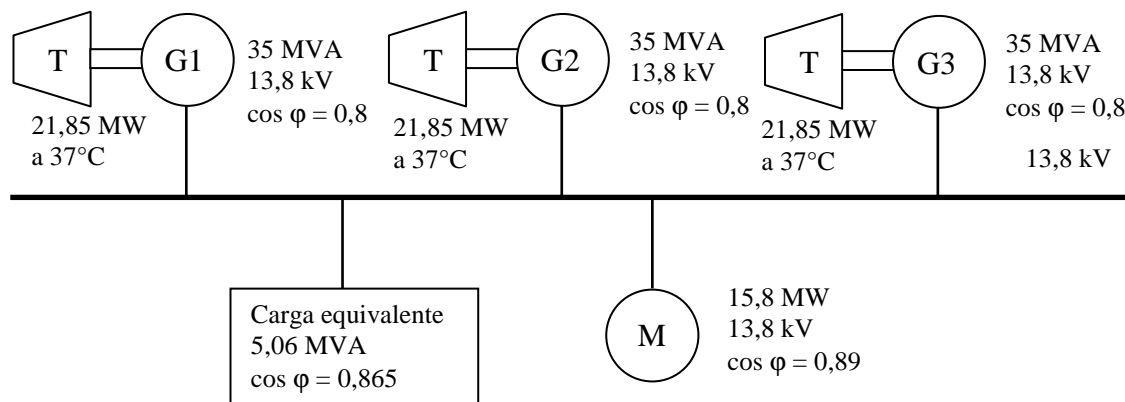 T
G1
35 MVA
13,8 kV
cos φ = 0,8
21,85 MW
a 37°C
T
G2
35 MVA
13,8 kV
cos φ = 0,8
21,85 MW
a 37°C
T
G3
35 MVA
13,8 kV
cos φ = 0,8
21,85 MW
a 37°C
13,8 kV
Carga equivalente
5,06 MVA
cos φ = 0,865
M
15,8 MW
13,8 kV
cos φ = 0,89